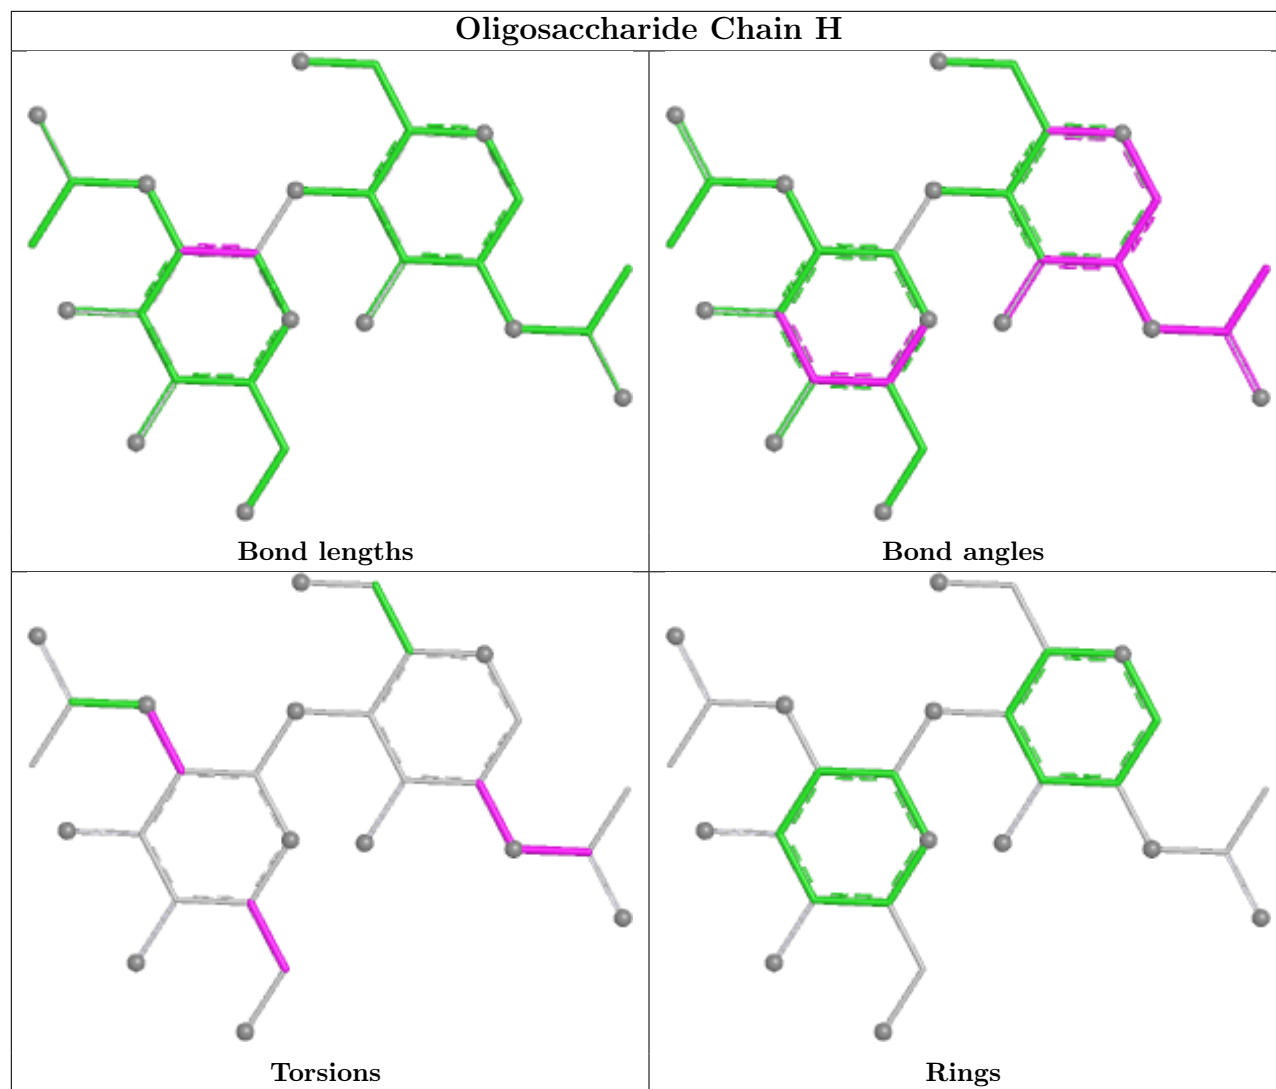 Oligosaccharide Chain H
Bond lengths
Bond angles
Torsions
Rings